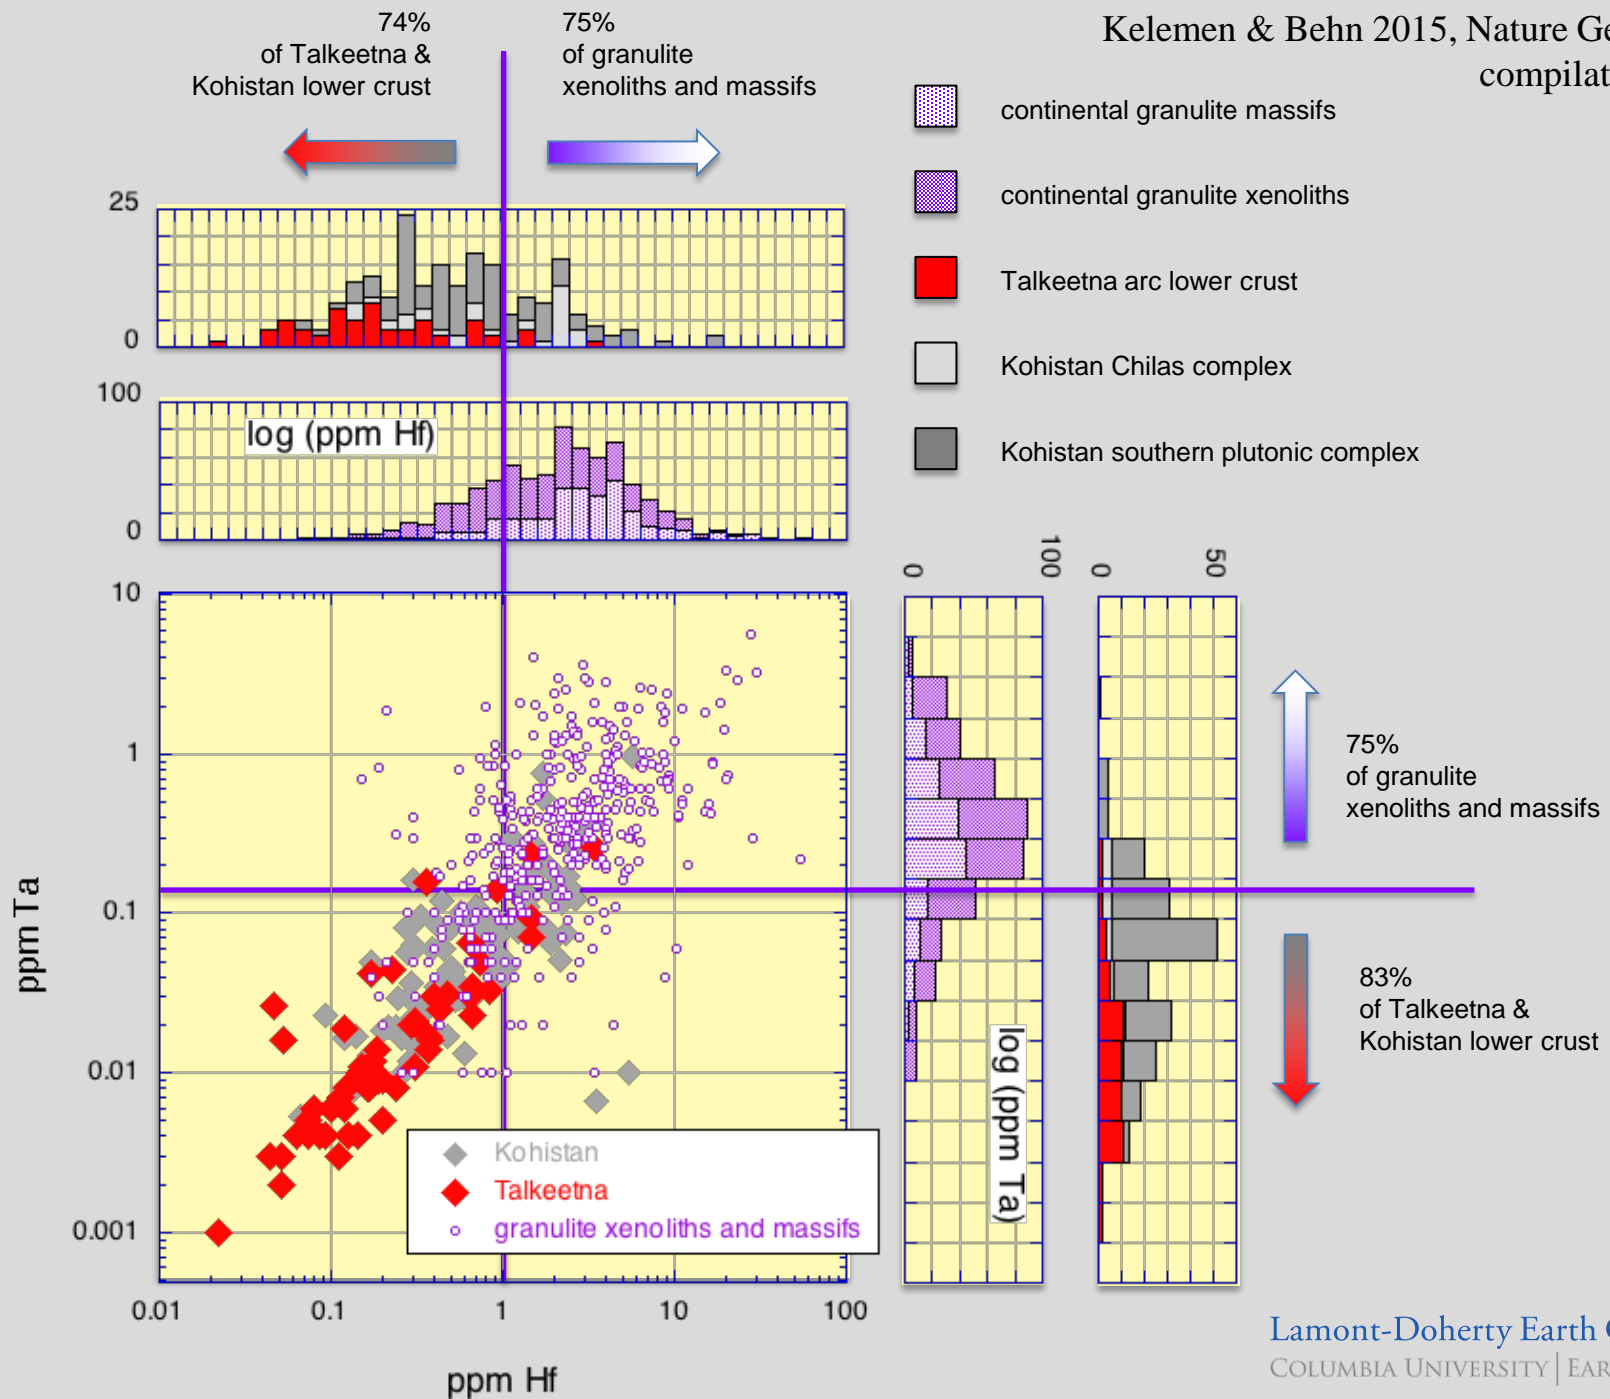 74%
of Talkeetna &
Kohistan lower crust
75%
of granulite
xenoliths and massifs
Kelemen & Behn 2015, Nature Ge
compilat
continental granulite massifs
continental granulite xenoliths
Talkeetna arc lower crust
Kohistan Chilas complex
Kohistan southern plutonic complex
25
0
100
log (ppm Hf)
0
0
100
0
50
10
1
0.1
0.01
0.001
ppm Ta
0.01
0.1
1
10
100
ppm Hf
Kohistan
Talkeetna
granulite xenoliths and massifs
log (ppm Ta)
75%
of granulite
xenoliths and massifs
83%
of Talkeetna &
Kohistan lower crust
Lamont-Doherty Earth
COLUMBIA UNIVERSITY | EAR